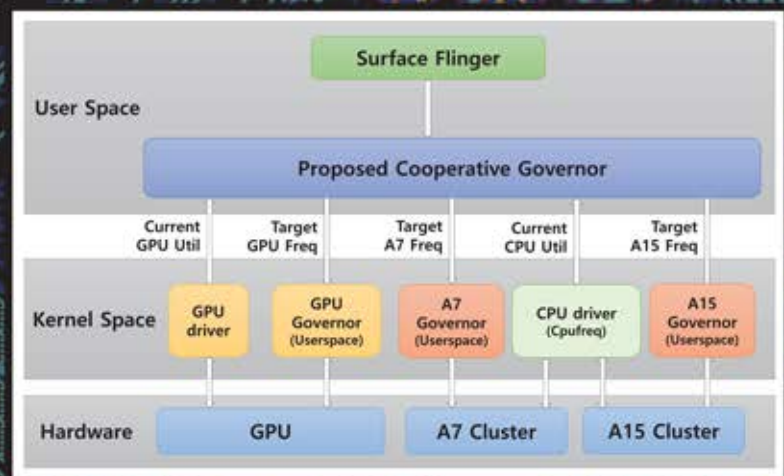 Surface Flinger
User Space
Proposed Cooperative Governor
Current
GPU Util
Target
GPU Freq
Target
A7 Freq
Current
CPU Util
Target
A15 Freq
Kernel Space
GPU
driver
GPU
Governor
(Userspace)
A7
Governor
(Userspace)
CPU driver
(Cpufreq)
A15
Governor
(Userspace)
Hardware
GPU
A7 Cluster
A15 Cluster